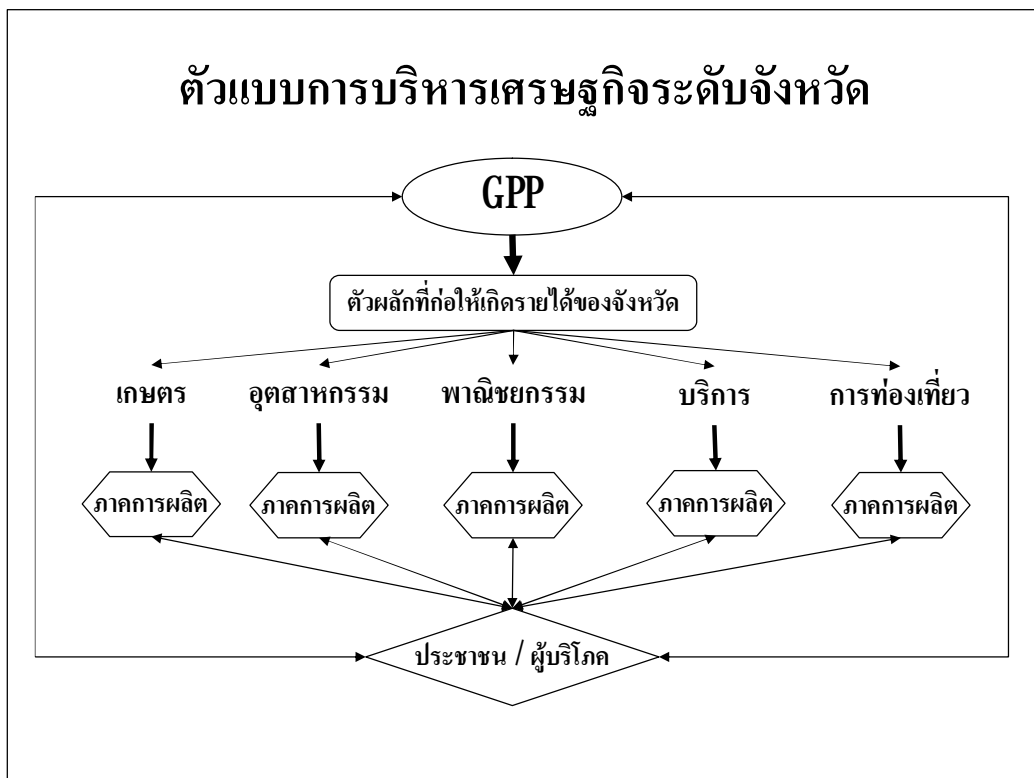 ตัวแบบการบริหารเศรษฐกิจระดับจังหวัด
GPP
ตัวผลักที่ก่อให้เกิดรายได้ของจังหวัด
เกษตร อุตสาหกรรม พาณิชยกรรม บริการ การท่องเที่ยว
ภาคการผลิต ภาคการผลิต ภาคการผลิต ภาคการผลิต ภาคการผลิต
ประชาชน / ผู้บริโภค